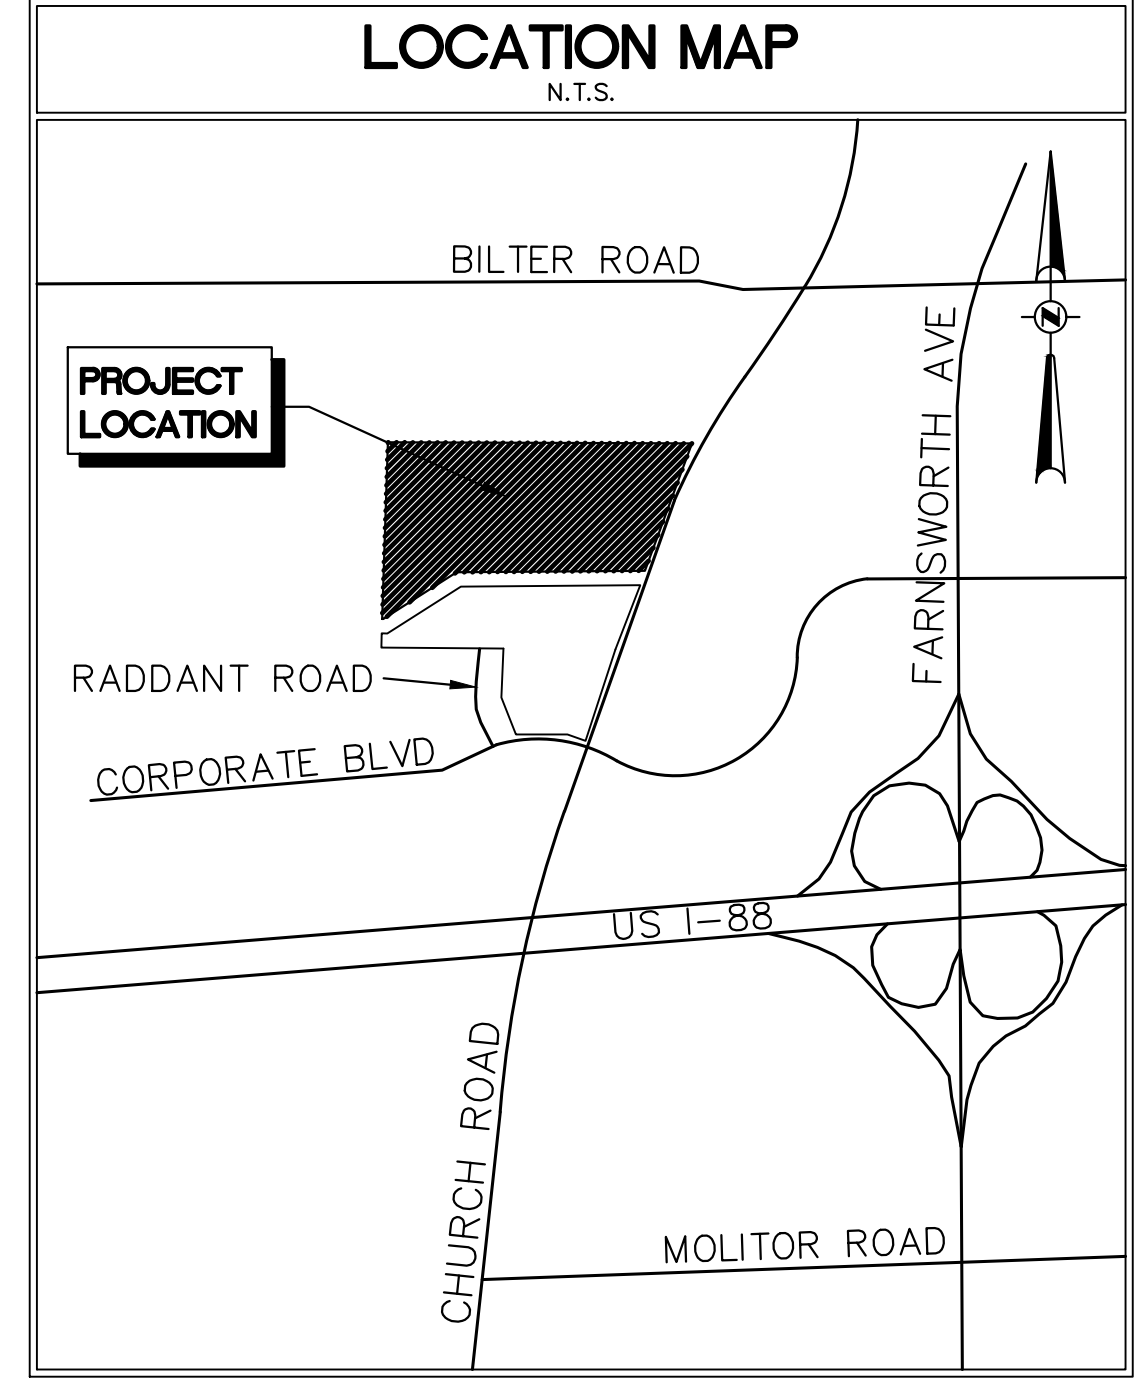 LOCATION MAP
N.T.S.
BILTER ROAD
PROJECT
LOCATION
FARNSWORTH AVE
N
RADDANT ROAD
CORPORATE BLVD
US I-88
CHURCH ROAD
MOLITOR ROAD